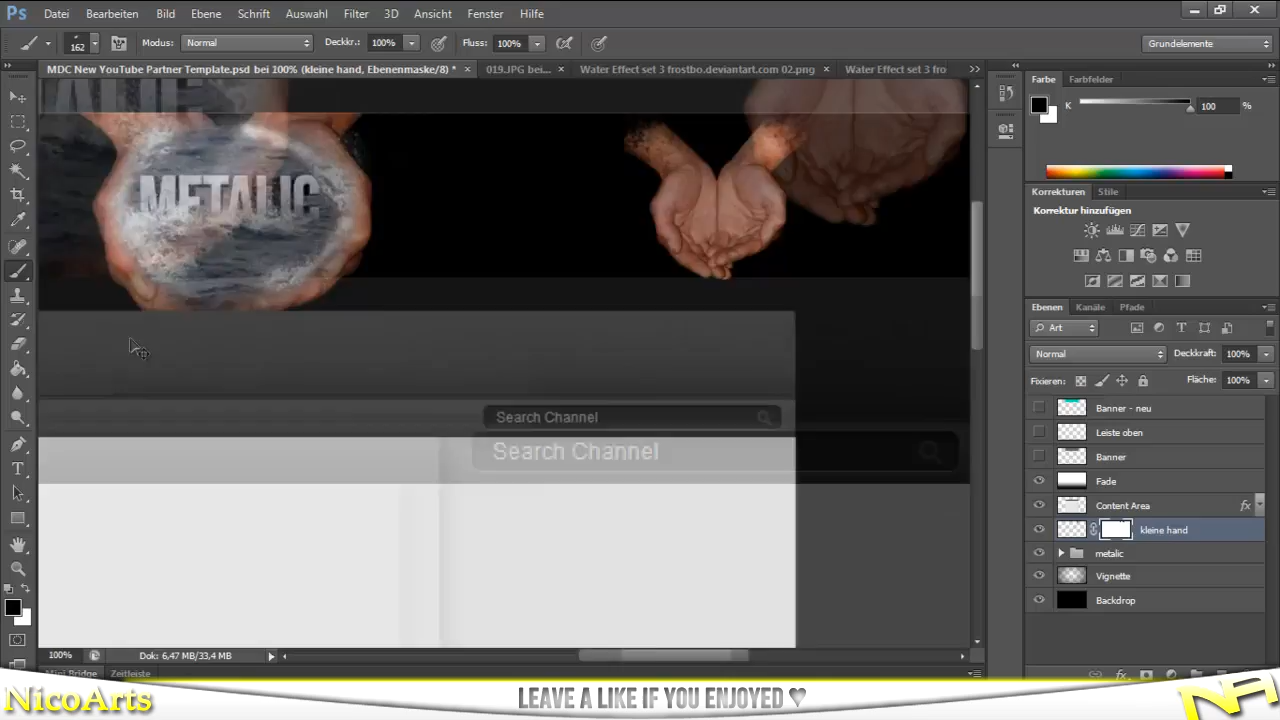 Ps Datei Bearbeiten Bild Ebene Schrift Auswahl Filter 3D Ansicht Fenster Hilfe
162 Modus: Normal Deckkr.: 100% Fluss: 100% Grundelemente
MDC New YouTube Partner Template.psd bei 100% (kleine hand, Ebenenmaske/8) * × 019.JPG bei... × Water Effect set 3 frostbo.deviantart.com 02.png × Water Effect set 3 fro
Farbe Farbfelder
K 100 %
METALIC
Korrekturen Stile
Korrektur hinzufügen
Ebenen Kanäle Pfade
Art
Normal Deckkraft: 100%
Fixieren: Fläche: 100%
Banner - neu
Search Channel
Leiste oben
Search Channel
Banner
Fade
Content Area fx
kleine hand
metalic
Vignette
Backdrop
100% Dok: 6,47 MB/33,4 MB
Mini Bridge Zeitleiste
NicoArts LEAVE A LIKE IF YOU ENJOYED ♥ NA